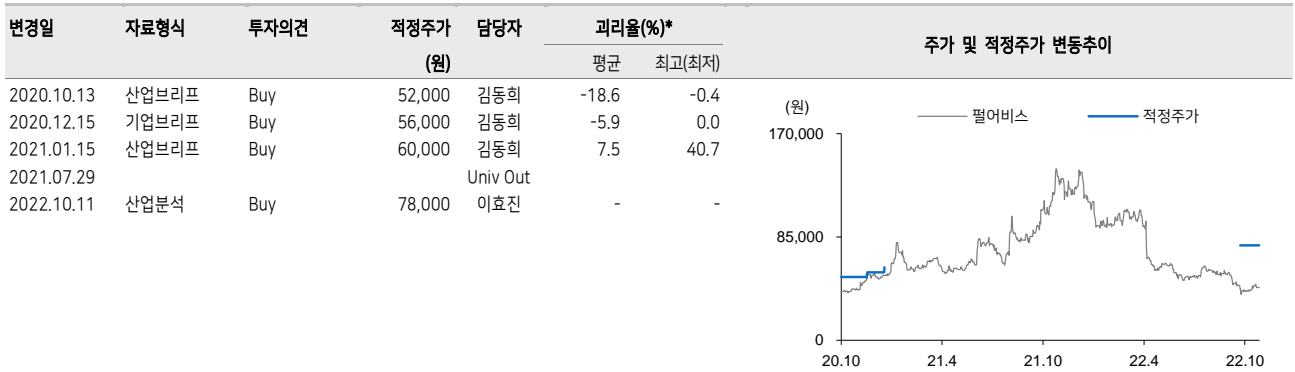 변경일 자료형식 투자의견 적정주가 담당자 괴리율(%)*
(원) 평균 최고(최저)
2020.10.13 산업브리프 Buy 52,000 김동희 -18.6 -0.4
2020.12.15 기업브리프 Buy 56,000 김동희 -5.9 0.0
2021.01.15 산업브리프 Buy 60,000 김동희 7.5 40.7
2021.07.29 Univ Out
2022.10.11 산업분석 Buy 78,000 이효진 - -
주가 및 적정주가 변동추이
(원) 펄어비스 적정주가
170,000
85,000
0
20.10 21.4 21.10 22.4 22.10